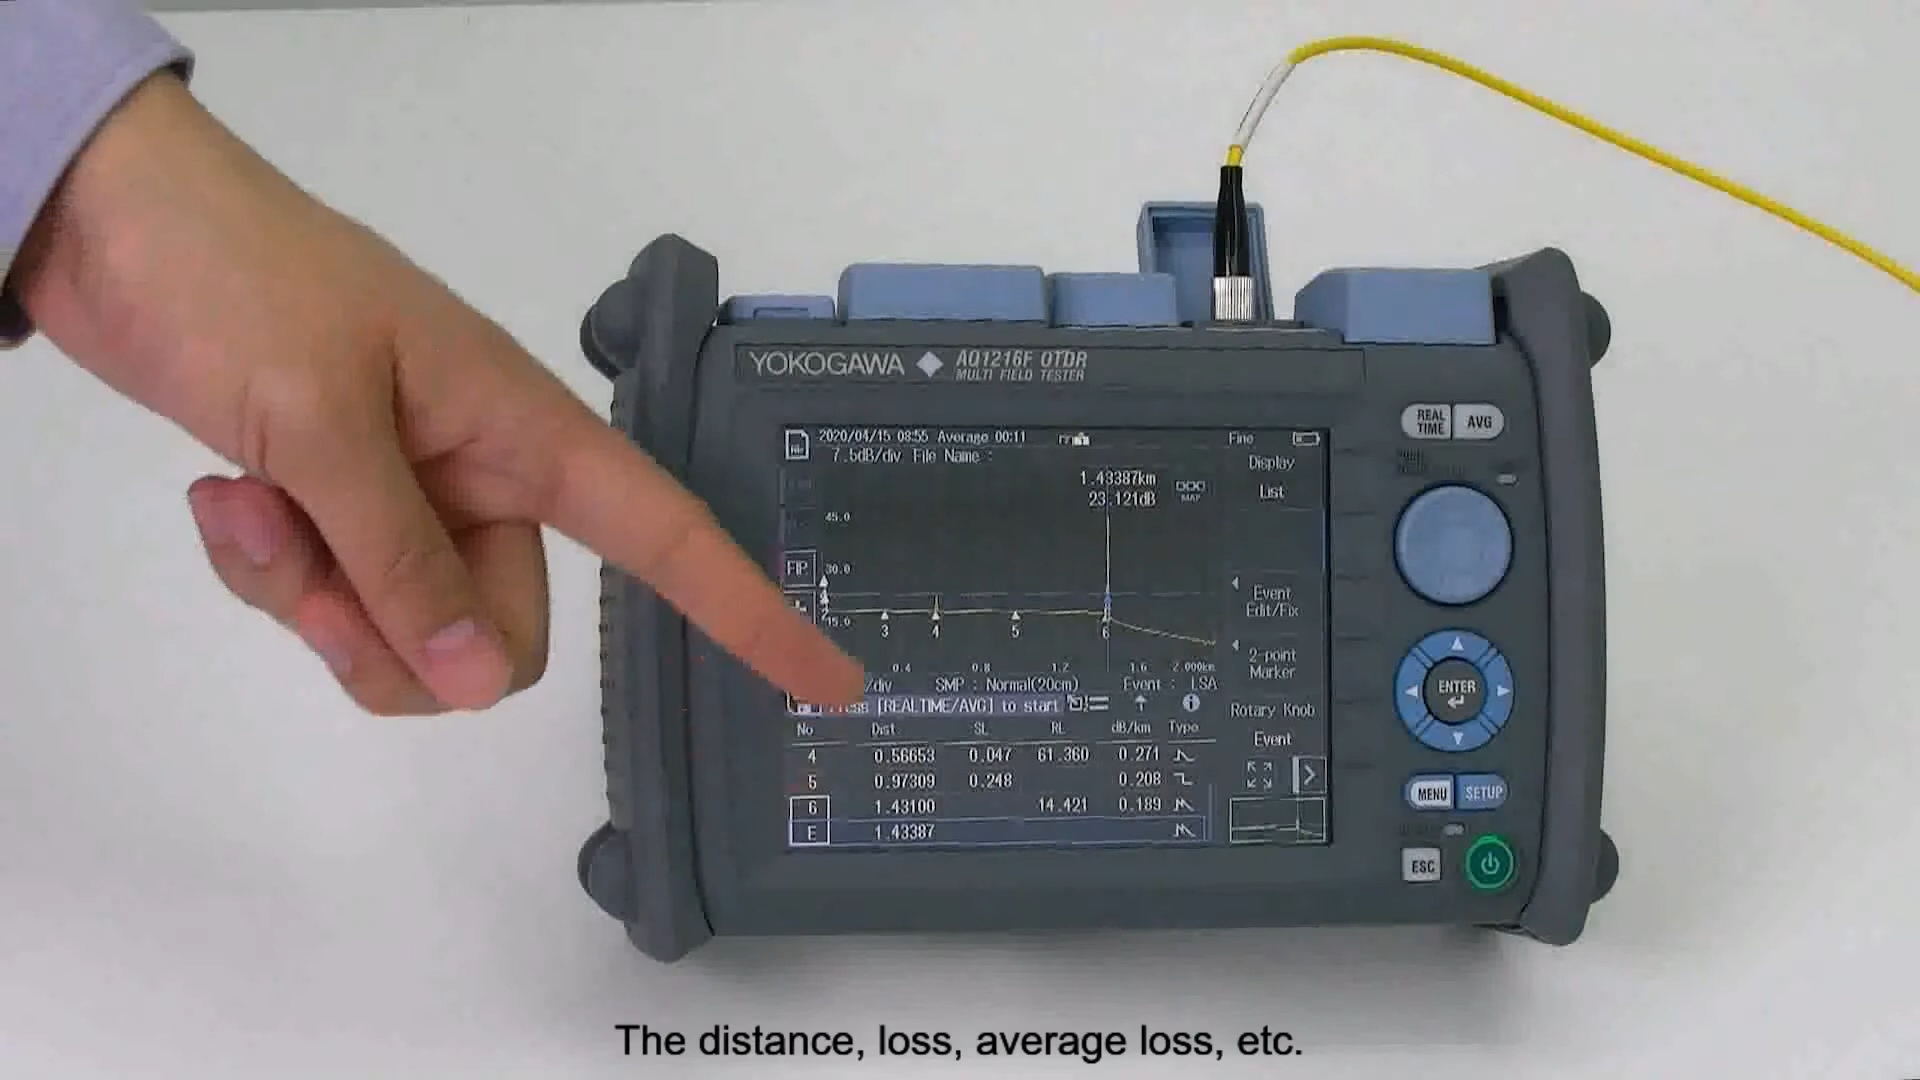 YOKOGAWA AQ1216F OTDR
MULTI FIELD TESTER
REAL TIME AVG
2020/04/15 08:55 Average 00:11 Fine
7.5dB/div File Name :
Display
List
1.43387km
23.121dB
MAP
45.0
FIP 30.0
15.0
3 4 5 6
Event Edit/Fix
2-point Marker
0.4 0.8 1.2 1.6 2.000km
/div SMP : Normal(20cm) Event : LSA
[REALTIME/AVG] to start
Rotary Knob
Event
No Dist SL RL dB/km Type
4 0.56653 0.047 61.360 0.271
5 0.97309 0.248 0.208
6 1.43100 14.421 0.189
E 1.43387
ENTER
MENU SETUP
ESC
The distance, loss, average loss, etc.